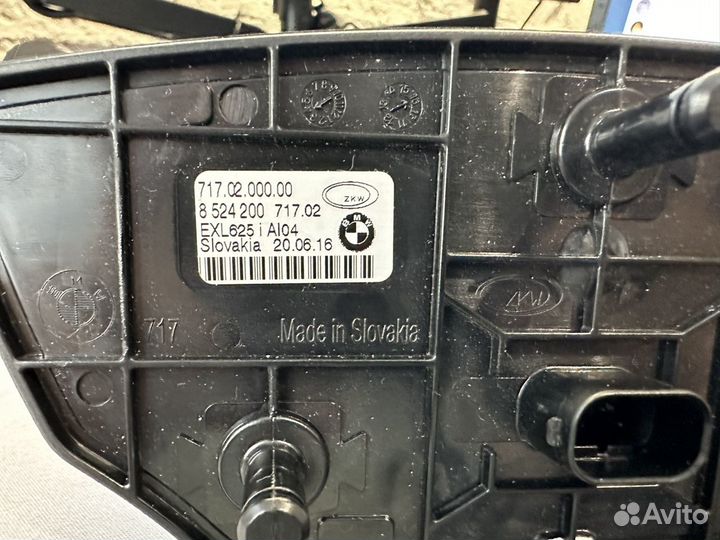 717.02.000.00
ZKW
8 524 200 717.02
EXL625 i AI04
Slovakia 20.06.16
BMW
ZKW
717
Made in Slovakia
Avito